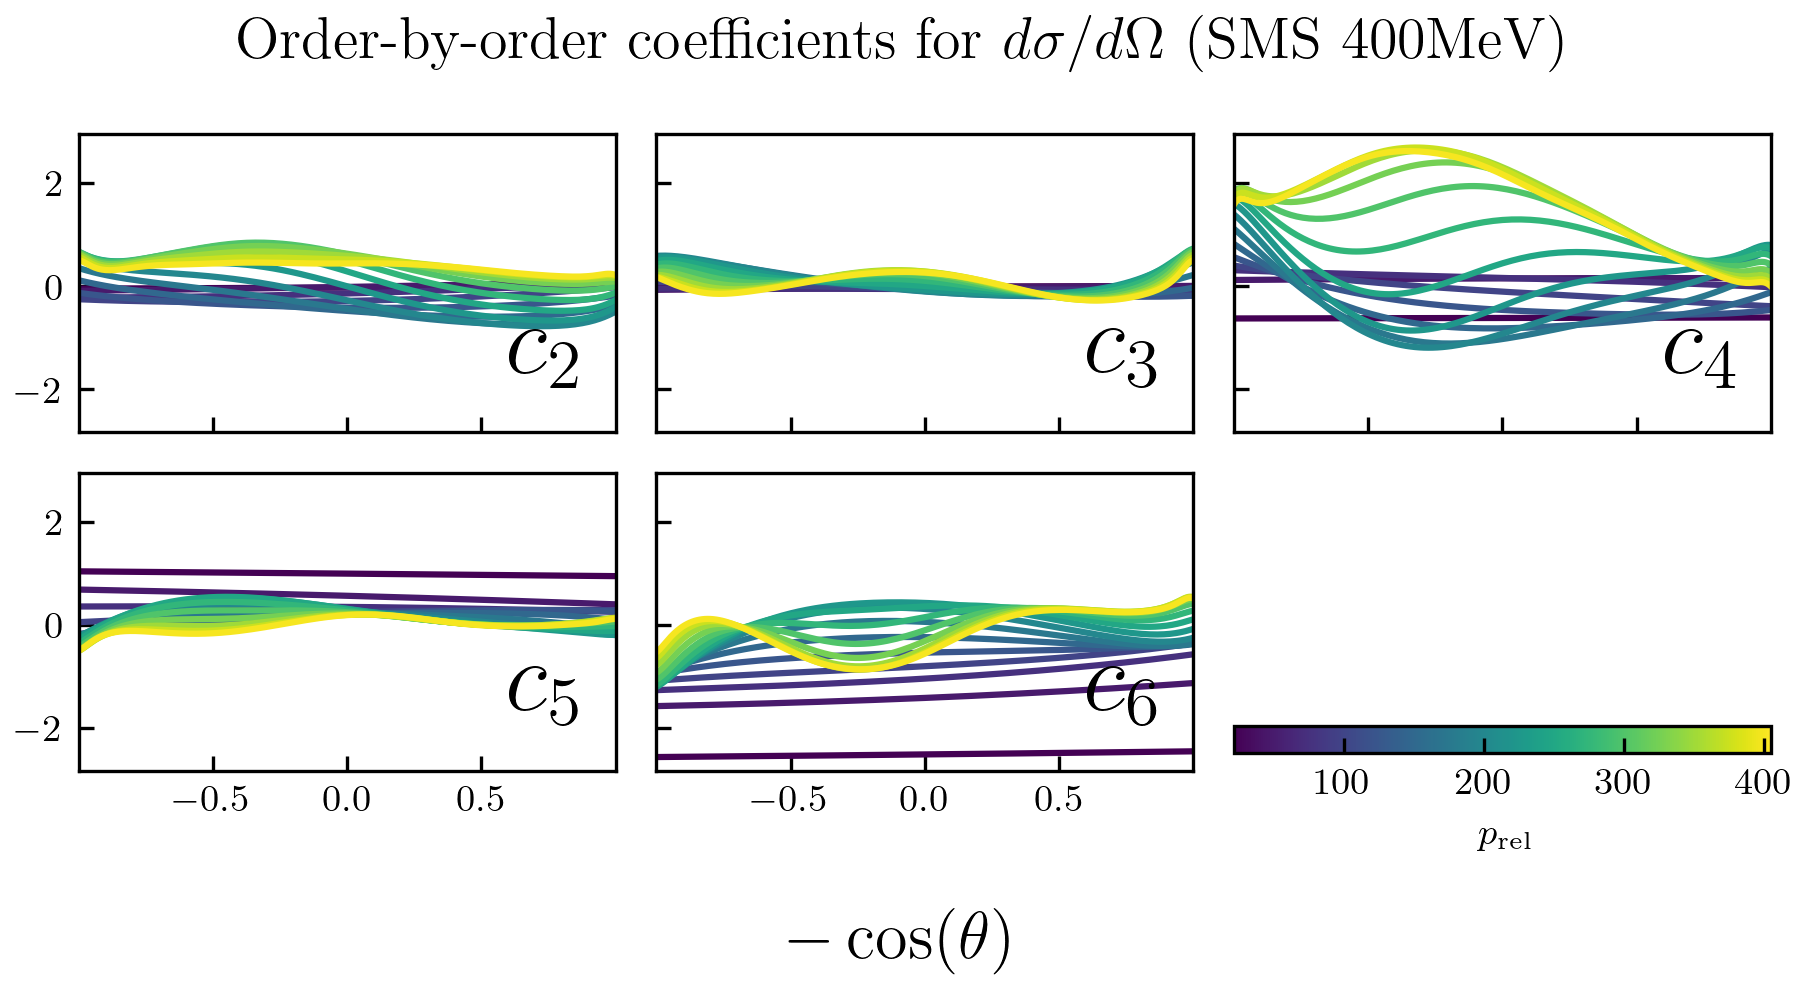 Order-by-order coefficients for dσ/dΩ (SMS 400MeV)
2
0
−2
c₂
c₃
c₄
2
0
−2
c₅
c₆
−0.5 0.0 0.5
−0.5 0.0 0.5
100 200 300 400
p_rel
− cos(θ)